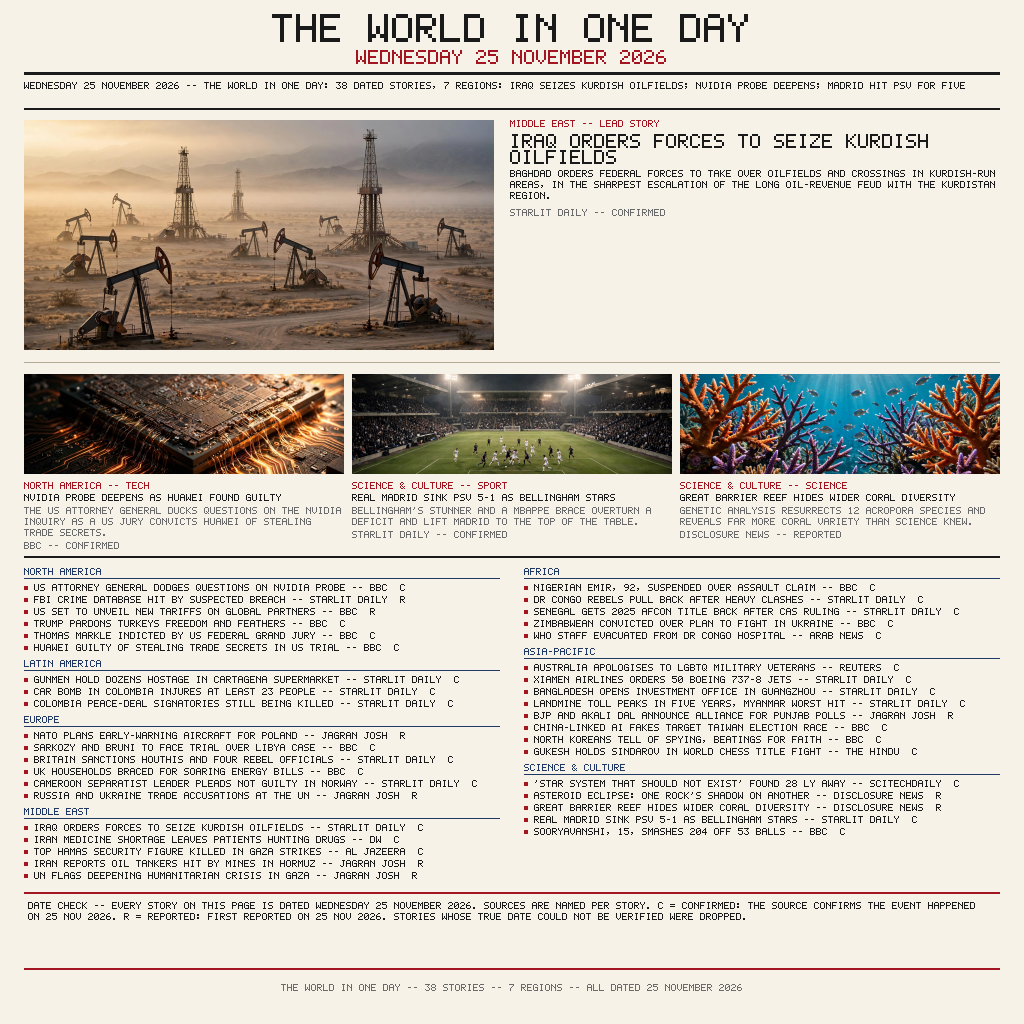 THE WORLD IN ONE DAY
WEDNESDAY 25 NOVEMBER 2026
WEDNESDAY 25 NOVEMBER 2026 -- THE WORLD IN ONE DAY: 38 DATED STORIES, 7 REGIONS: IRAQ SEIZES KURDISH OILFIELDS; NVIDIA PROBE DEEPENS; MADRID HIT PSV FOR FIVE
MIDDLE EAST -- LEAD STORY
IRAQ ORDERS FORCES TO SEIZE KURDISH
OILFIELDS
BAGHDAD ORDERS FEDERAL FORCES TO TAKE OVER OILFIELDS AND CROSSINGS IN KURDISH-RUN
AREAS, IN THE SHARPEST ESCALATION OF THE LONG OIL-REVENUE FEUD WITH THE KURDISTAN
REGION.
STARLIT DAILY -- CONFIRMED
NORTH AMERICA -- TECH
NVIDIA PROBE DEEPENS AS HUAWEI FOUND GUILTY
THE US ATTORNEY GENERAL DUCKS QUESTIONS ON THE NVIDIA
INQUIRY AS A US JURY CONVICTS HUAWEI OF STEALING
TRADE SECRETS.
BBC -- CONFIRMED
SCIENCE & CULTURE -- SPORT
REAL MADRID SINK PSV 5-1 AS BELLINGHAM STARS
BELLINGHAM'S STUNNER AND A MBAPPE BRACE OVERTURN A
DEFICIT AND LIFT MADRID TO THE TOP OF THE TABLE.
STARLIT DAILY -- CONFIRMED
SCIENCE & CULTURE -- SCIENCE
GREAT BARRIER REEF HIDES WIDER CORAL DIVERSITY
GENETIC ANALYSIS RESURRECTS 12 ACROPORA SPECIES AND
REVEALS FAR MORE CORAL VARIETY THAN SCIENCE KNEW.
DISCLOSURE NEWS -- REPORTED
NORTH AMERICA
US ATTORNEY GENERAL DODGES QUESTIONS ON NVIDIA PROBE -- BBC C
FBI CRIME DATABASE HIT BY SUSPECTED BREACH -- STARLIT DAILY R
US SET TO UNVEIL NEW TARIFFS ON GLOBAL PARTNERS -- BBC R
TRUMP PARDONS TURKEYS FREEDOM AND FEATHERS -- BBC C
THOMAS MARKLE INDICTED BY US FEDERAL GRAND JURY -- BBC C
HUAWEI GUILTY OF STEALING TRADE SECRETS IN US TRIAL -- BBC C
LATIN AMERICA
GUNMEN HOLD DOZENS HOSTAGE IN CARTAGENA SUPERMARKET -- STARLIT DAILY C
CAR BOMB IN COLOMBIA INJURES AT LEAST 23 PEOPLE -- STARLIT DAILY C
COLOMBIA PEACE-DEAL SIGNATORIES STILL BEING KILLED -- STARLIT DAILY C
EUROPE
NATO PLANS EARLY-WARNING AIRCRAFT FOR POLAND -- JAGRAN JOSH R
SARKOZY AND BRUNI TO FACE TRIAL OVER LIBYA CASE -- BBC C
BRITAIN SANCTIONS HOUTHIS AND FOUR REBEL OFFICIALS -- STARLIT DAILY C
UK HOUSEHOLDS BRACED FOR SOARING ENERGY BILLS -- BBC C
CAMEROON SEPARATIST LEADER PLEADS NOT GUILTY IN NORWAY -- STARLIT DAILY C
RUSSIA AND UKRAINE TRADE ACCUSATIONS AT THE UN -- JAGRAN JOSH R
MIDDLE EAST
IRAQ ORDERS FORCES TO SEIZE KURDISH OILFIELDS -- STARLIT DAILY C
IRAN MEDICINE SHORTAGE LEAVES PATIENTS HUNTING DRUGS -- DW C
TOP HAMAS SECURITY FIGURE KILLED IN GAZA STRIKES -- AL JAZEERA C
IRAN REPORTS OIL TANKERS HIT BY MINES IN HORMUZ -- JAGRAN JOSH R
UN FLAGS DEEPENING HUMANITARIAN CRISIS IN GAZA -- JAGRAN JOSH R
AFRICA
NIGERIAN EMIR, 92, SUSPENDED OVER ASSAULT CLAIM -- BBC C
DR CONGO REBELS PULL BACK AFTER HEAVY CLASHES -- STARLIT DAILY C
SENEGAL GETS 2025 AFCON TITLE BACK AFTER CAS RULING -- STARLIT DAILY C
ZIMBABWEAN CONVICTED OVER PLAN TO FIGHT IN UKRAINE -- BBC C
WHO STAFF EVACUATED FROM DR CONGO HOSPITAL -- ARAB NEWS C
ASIA-PACIFIC
AUSTRALIA APOLOGISES TO LGBTQ MILITARY VETERANS -- REUTERS C
XIAMEN AIRLINES ORDERS 50 BOEING 737-8 JETS -- STARLIT DAILY C
BANGLADESH OPENS INVESTMENT OFFICE IN GUANGZHOU -- STARLIT DAILY C
LANDMINE TOLL PEAKS IN FIVE YEARS, MYANMAR WORST HIT -- STARLIT DAILY C
BJP AND AKALI DAL ANNOUNCE ALLIANCE FOR PUNJAB POLLS -- JAGRAN JOSH R
CHINA-LINKED AI FAKES TARGET TAIWAN ELECTION RACE -- BBC C
NORTH KOREANS TELL OF SPYING, BEATINGS FOR FAITH -- BBC C
GUKESH HOLDS SINDAROV IN WORLD CHESS TITLE FIGHT -- THE HINDU C
SCIENCE & CULTURE
'STAR SYSTEM THAT SHOULD NOT EXIST' FOUND 28 LY AWAY -- SCITECHDAILY C
ASTEROID ECLIPSE: ONE ROCK'S SHADOW ON ANOTHER -- DISCLOSURE NEWS R
GREAT BARRIER REEF HIDES WIDER CORAL DIVERSITY -- DISCLOSURE NEWS R
REAL MADRID SINK PSV 5-1 AS BELLINGHAM STARS -- STARLIT DAILY C
SOORYAVANSHI, 15, SMASHES 204 OFF 53 BALLS -- BBC C
DATE CHECK -- EVERY STORY ON THIS PAGE IS DATED WEDNESDAY 25 NOVEMBER 2026. SOURCES ARE NAMED PER STORY. C = CONFIRMED: THE SOURCE CONFIRMS THE EVENT HAPPENED
ON 25 NOV 2026. R = REPORTED: FIRST REPORTED ON 25 NOV 2026. STORIES WHOSE TRUE DATE COULD NOT BE VERIFIED WERE DROPPED.
THE WORLD IN ONE DAY -- 38 STORIES -- 7 REGIONS -- ALL DATED 25 NOVEMBER 2026